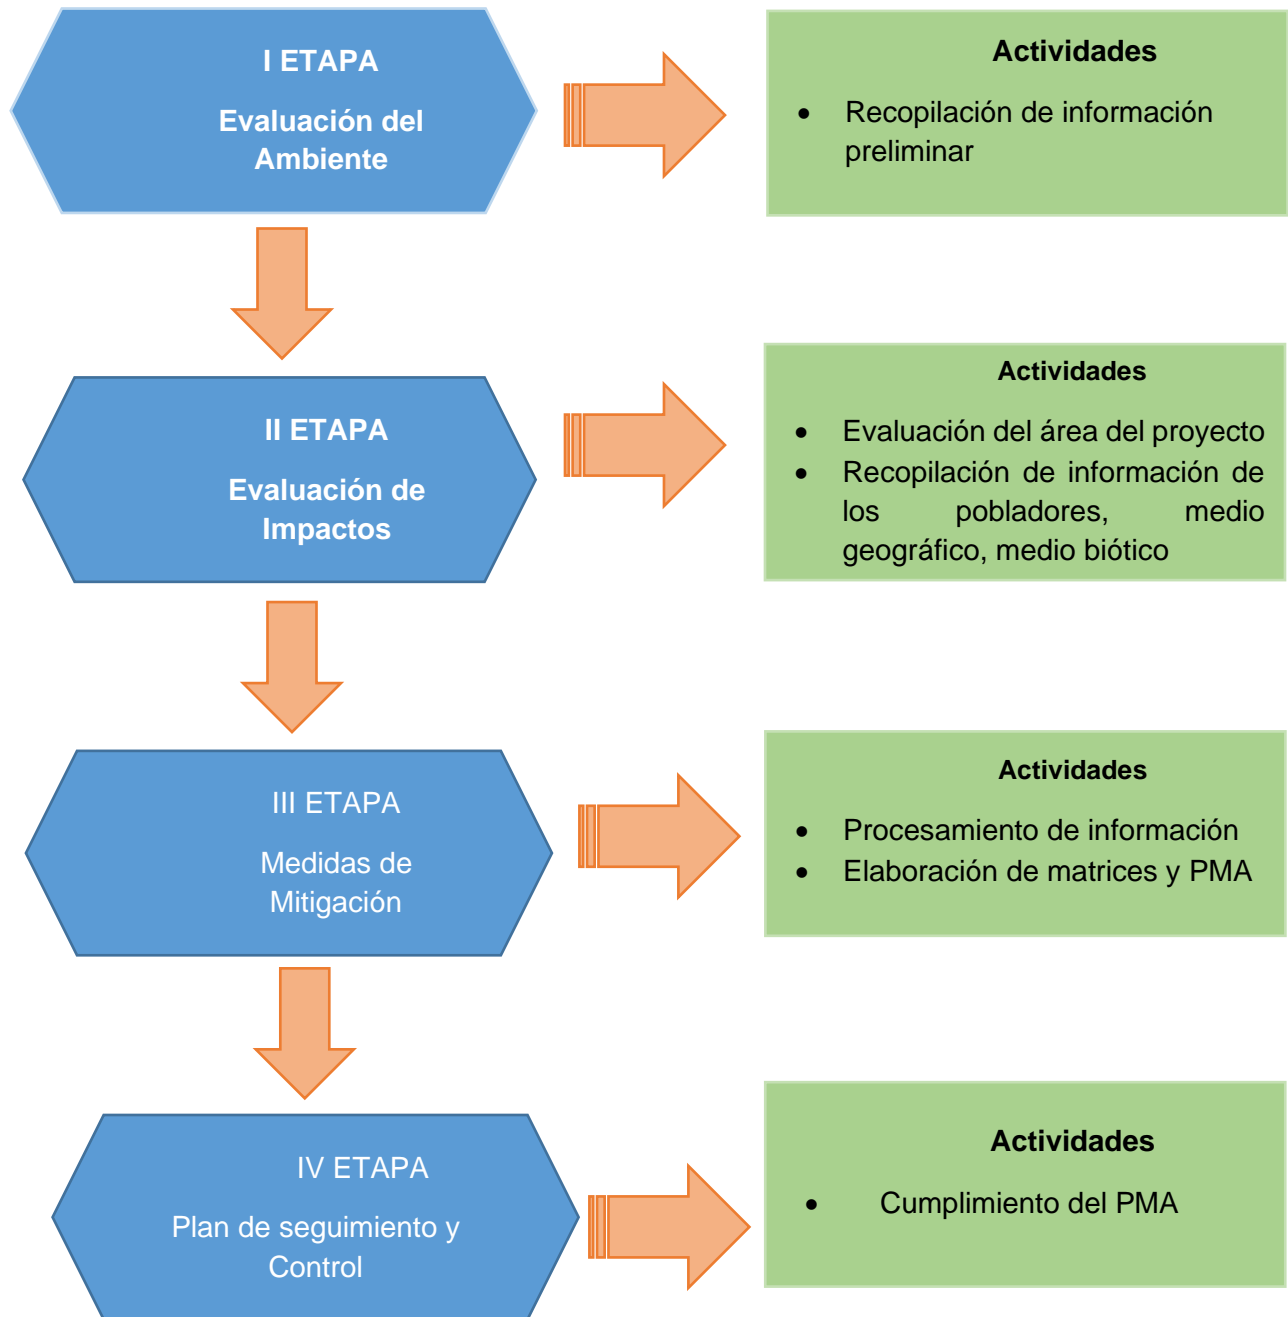 I ETAPA
Evaluación del
Ambiente
Actividades
• Recopilación de información
preliminar
II ETAPA
Evaluación de
Impactos
Actividades
• Evaluación del área del proyecto
• Recopilación de información de
los pobladores, medio
geográfico, medio biótico
III ETAPA
Medidas de
Mitigación
Actividades
• Procesamiento de información
• Elaboración de matrices y PMA
IV ETAPA
Plan de seguimiento y
Control
Actividades
• Cumplimiento del PMA